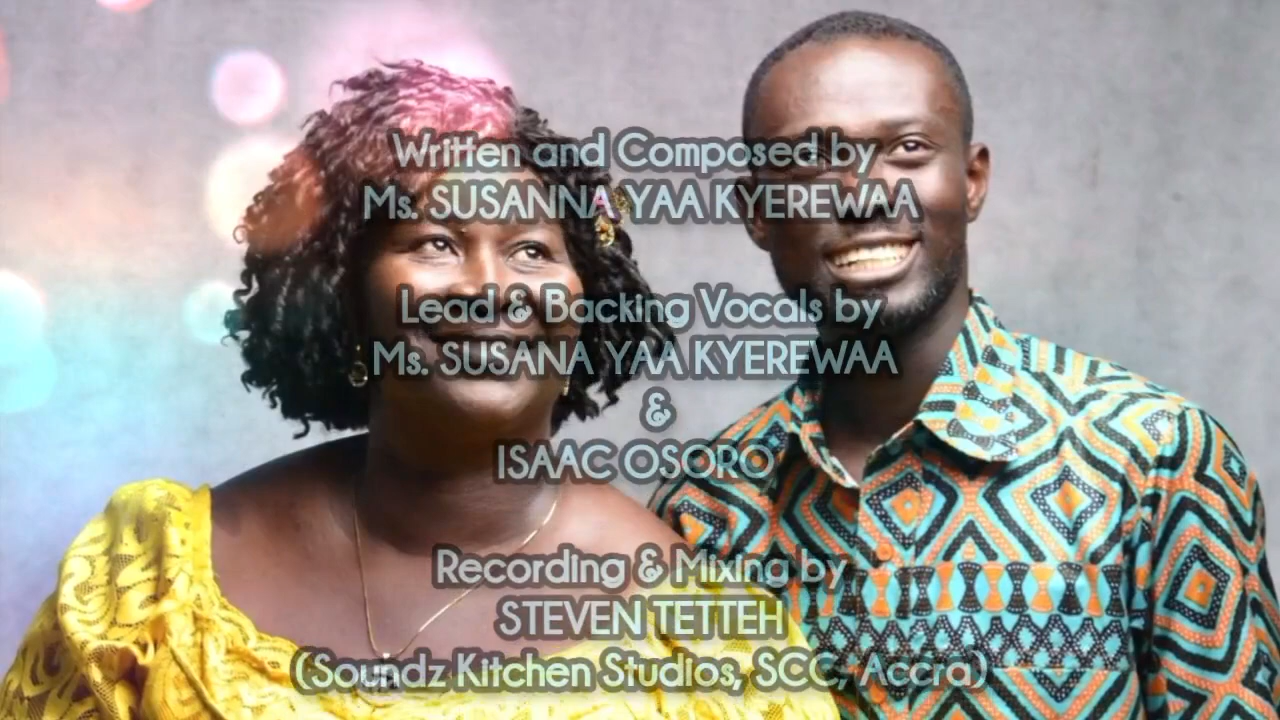 Written and Composed by
Ms. SUSANNA YAA KYEREWAA
Lead & Backing Vocals by
Ms. SUSANA YAA KYEREWAA
&
ISAAC OSORO
Recording & Mixing by
STEVEN TETTEH
(Soundz Kitchen Studios, SCC, Accra)